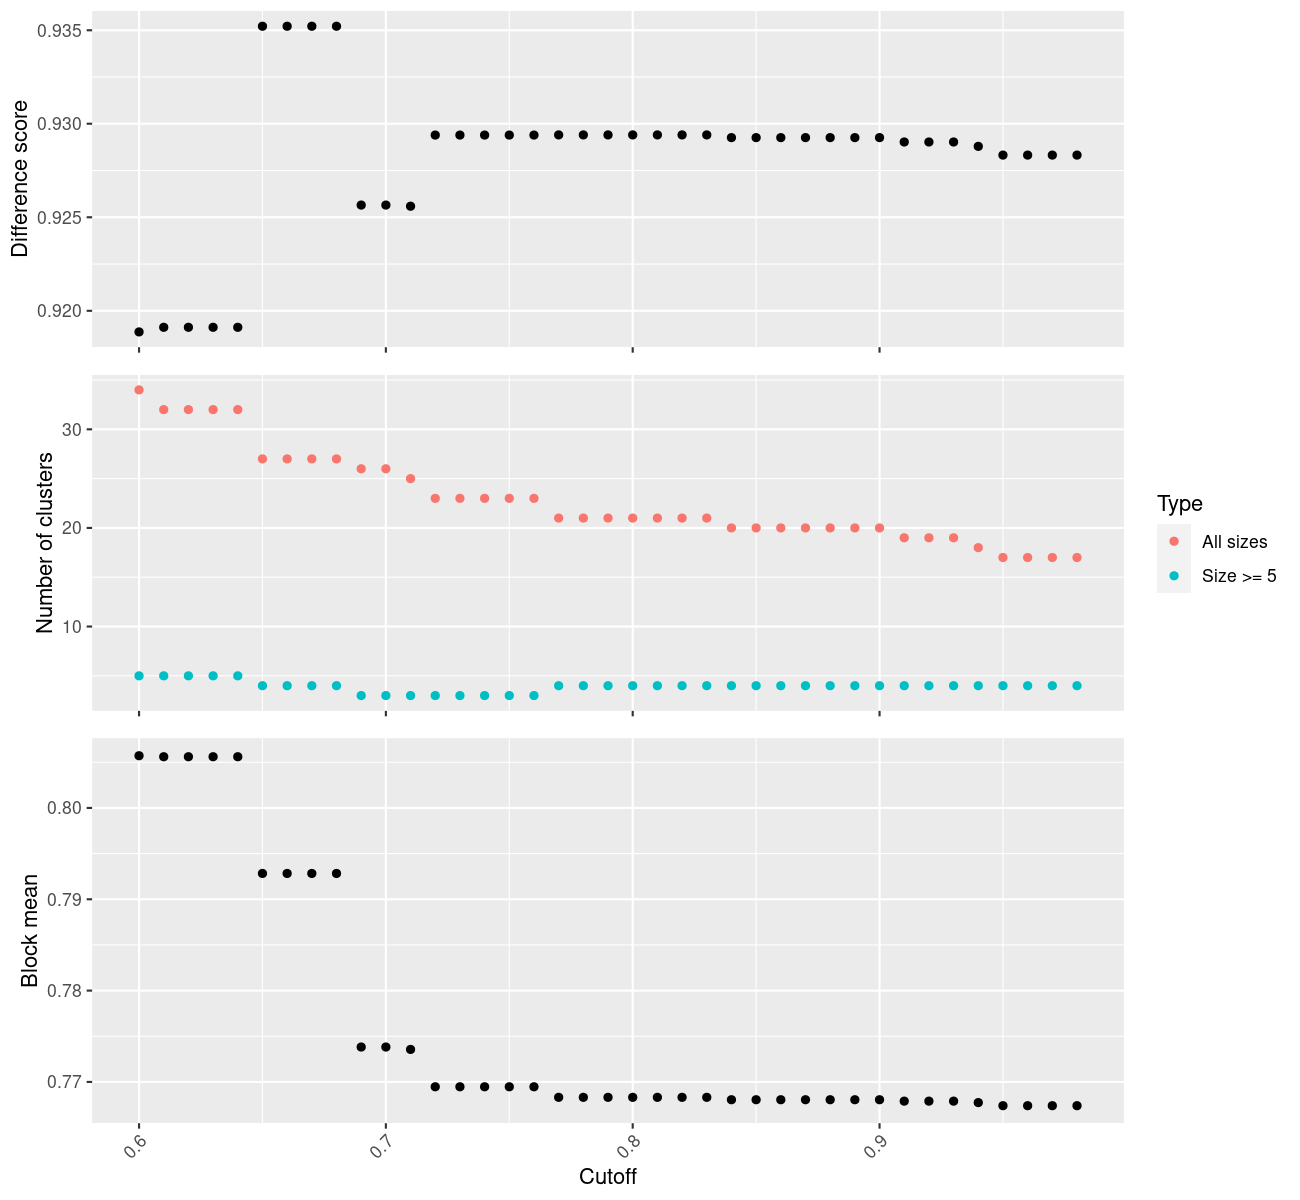 Difference score
0.935
0.930
0.925
0.920
Number of clusters
30
20
10
Type
All sizes
Size >= 5
Block mean
0.80
0.79
0.78
0.77
0.6
0.7
0.8
0.9
Cutoff